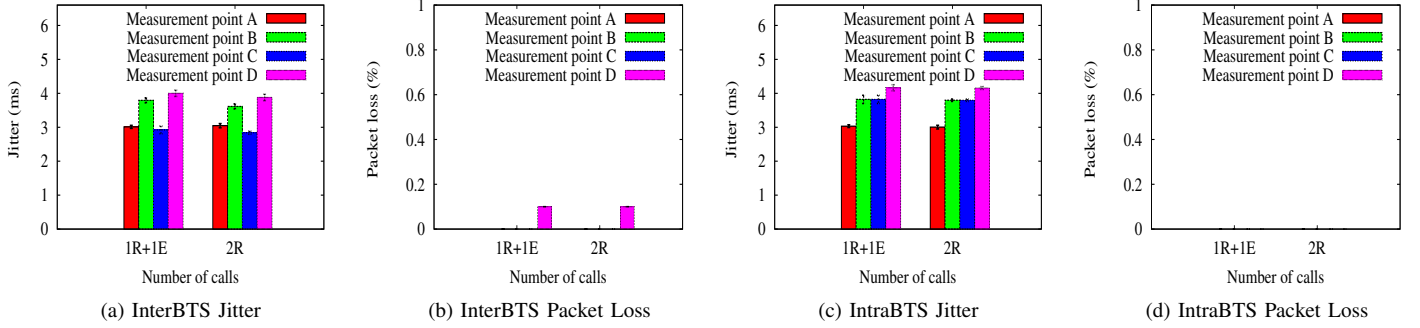 Jitter (ms)
6
5
4
3
2
1
0
Measurement point A
Measurement point B
Measurement point C
Measurement point D
1R+1E
2R
Number of calls
(a) InterBTS Jitter
Packet loss (%)
1
0.8
0.6
0.4
0.2
0
Measurement point A
Measurement point B
Measurement point C
Measurement point D
1R+1E
2R
Number of calls
(b) InterBTS Packet Loss
Jitter (ms)
6
5
4
3
2
1
0
Measurement point A
Measurement point B
Measurement point C
Measurement point D
1R+1E
2R
Number of calls
(c) IntraBTS Jitter
Packet loss (%)
1
0.8
0.6
0.4
0.2
0
Measurement point A
Measurement point B
Measurement point C
Measurement point D
1R+1E
2R
Number of calls
(d) IntraBTS Packet Loss